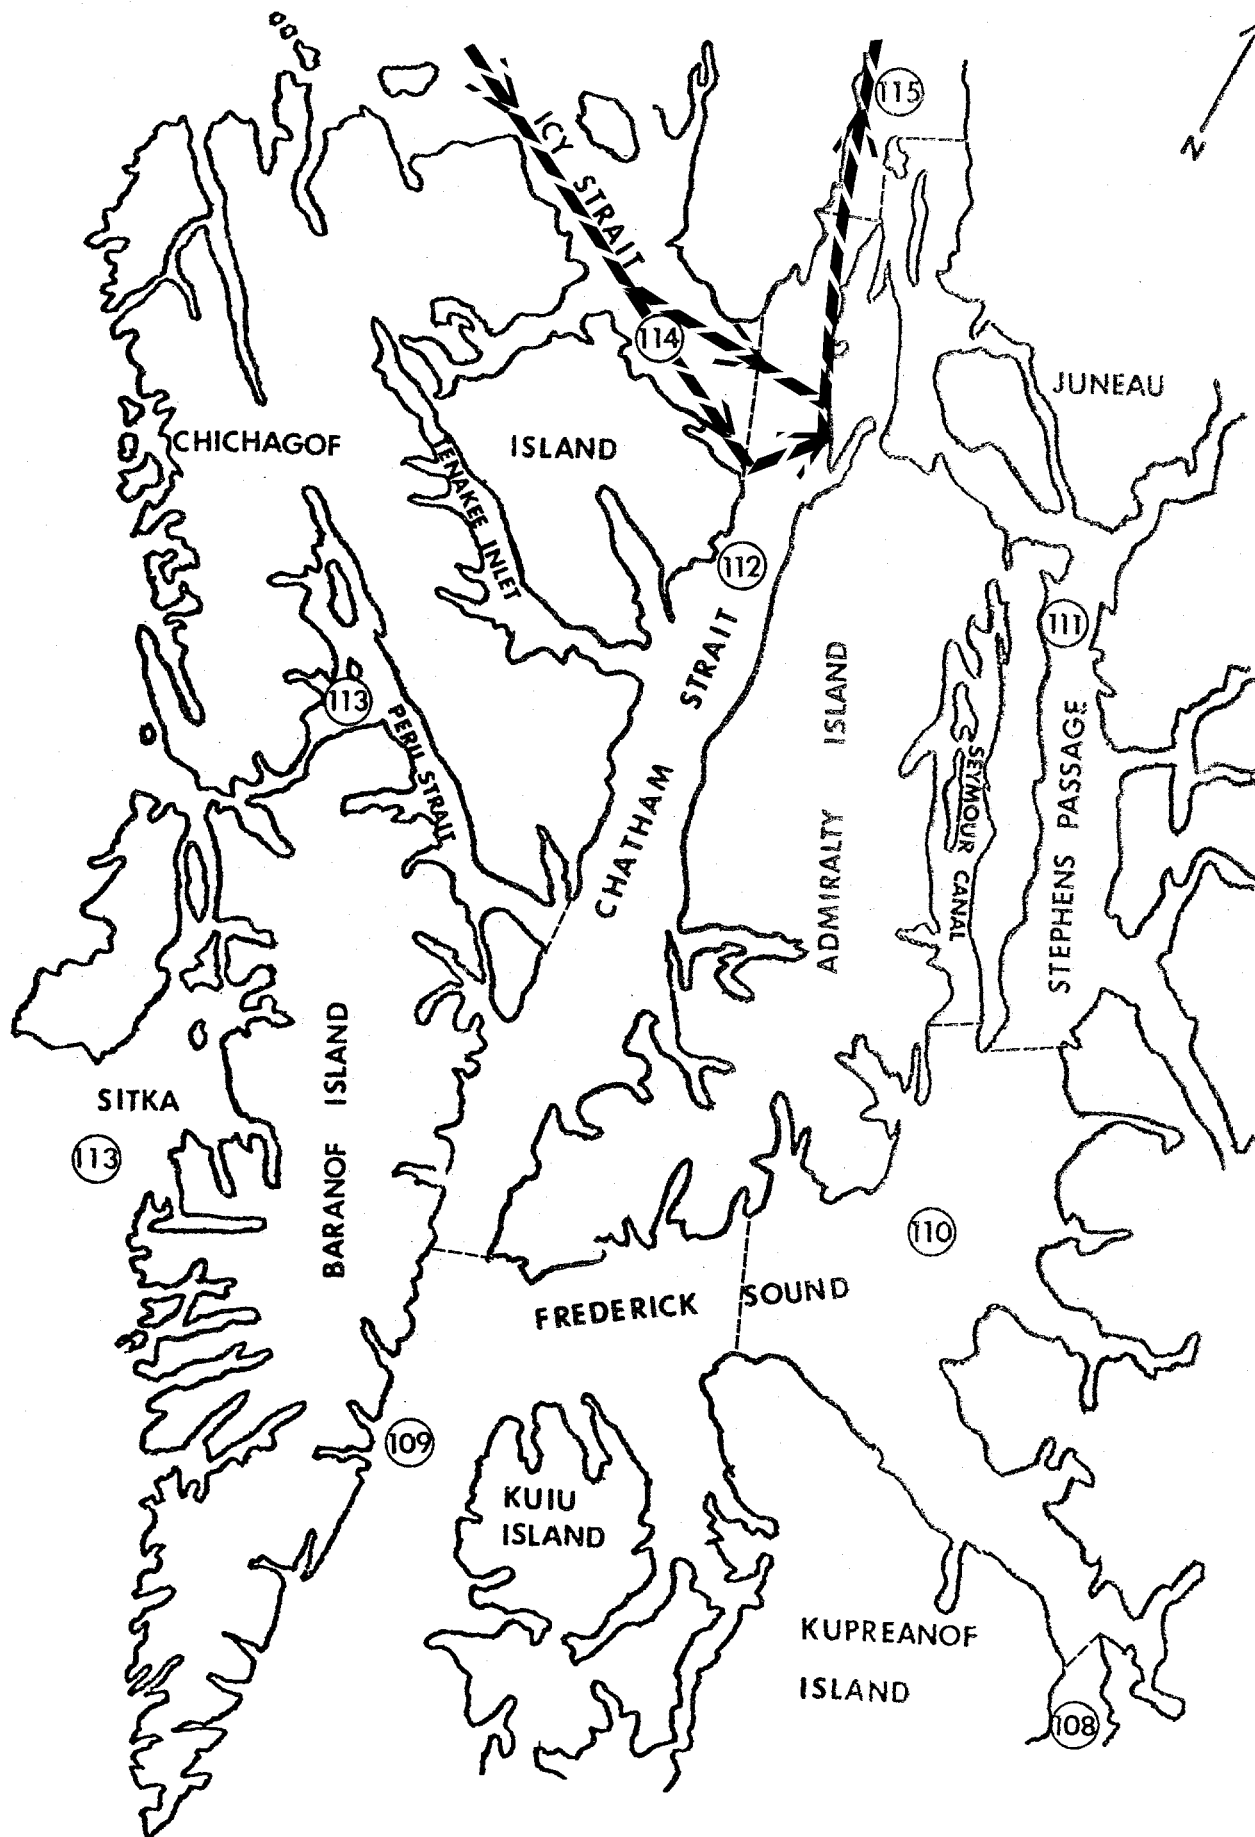 115
N
ICY STRAIT
114
JUNEAU
CHICHAGOF
ISLAND
TENAKEE INLET
112
111
113
PERIL STRAIT
CHATHAM STRAIT
ADMIRALTY ISLAND
SEYMOUR CANAL
STEPHENS PASSAGE
SITKA
113
BARANOF ISLAND
110
FREDERICK SOUND
109
KUIU
ISLAND
KUPREANOF
ISLAND
108